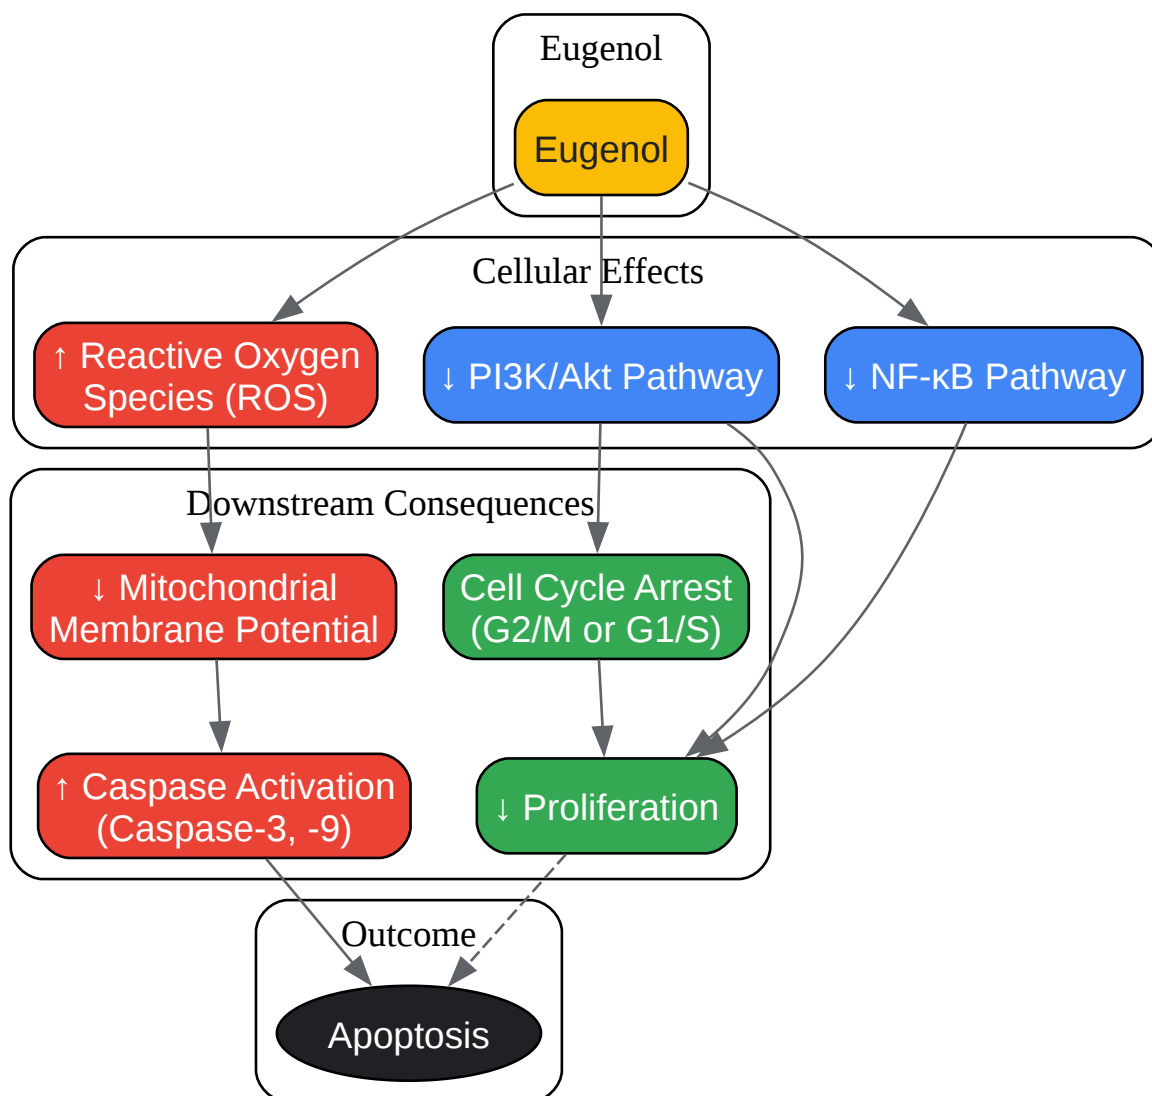 Eugenol
Eugenol
Cellular Effects
↑ Reactive Oxygen
Species (ROS)
↓ PI3K/Akt Pathway
↓ NF-κB Pathway
Downstream Consequences
↓ Mitochondrial
Membrane Potential
Cell Cycle Arrest
(G2/M or G1/S)
↑ Caspase Activation
(Caspase-3, -9)
↓ Proliferation
Outcome
Apoptosis